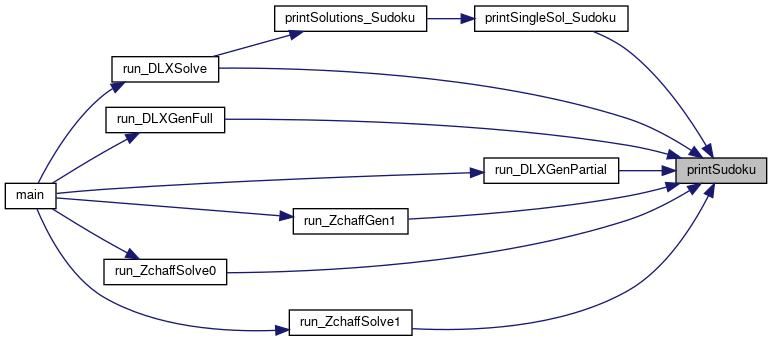 printSolutions_Sudoku
printSingleSol_Sudoku
run_DLXSolve
run_DLXGenFull
run_DLXGenPartial
printSudoku
main
run_ZchaffGen1
run_ZchaffSolve0
run_ZchaffSolve1